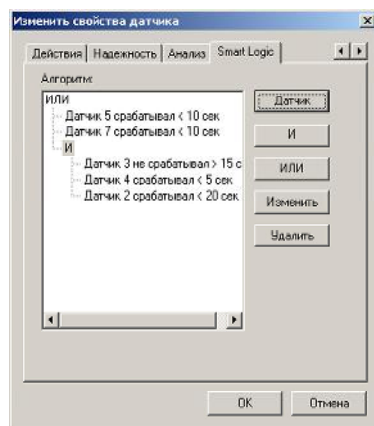 Изменить свойства датчика
Действия Надежность Анализ Smart Logic
Алгоритм:
ИЛИ
Датчик 5 срабатывал < 10 сек
Датчик 7 срабатывал < 10 сек
И
Датчик 3 не срабатывал > 15 с
Датчик 4 срабатывал < 5 сек
Датчик 2 срабатывал < 20 сек
Датчик
И
ИЛИ
Изменить
Удалить
OK Отмена